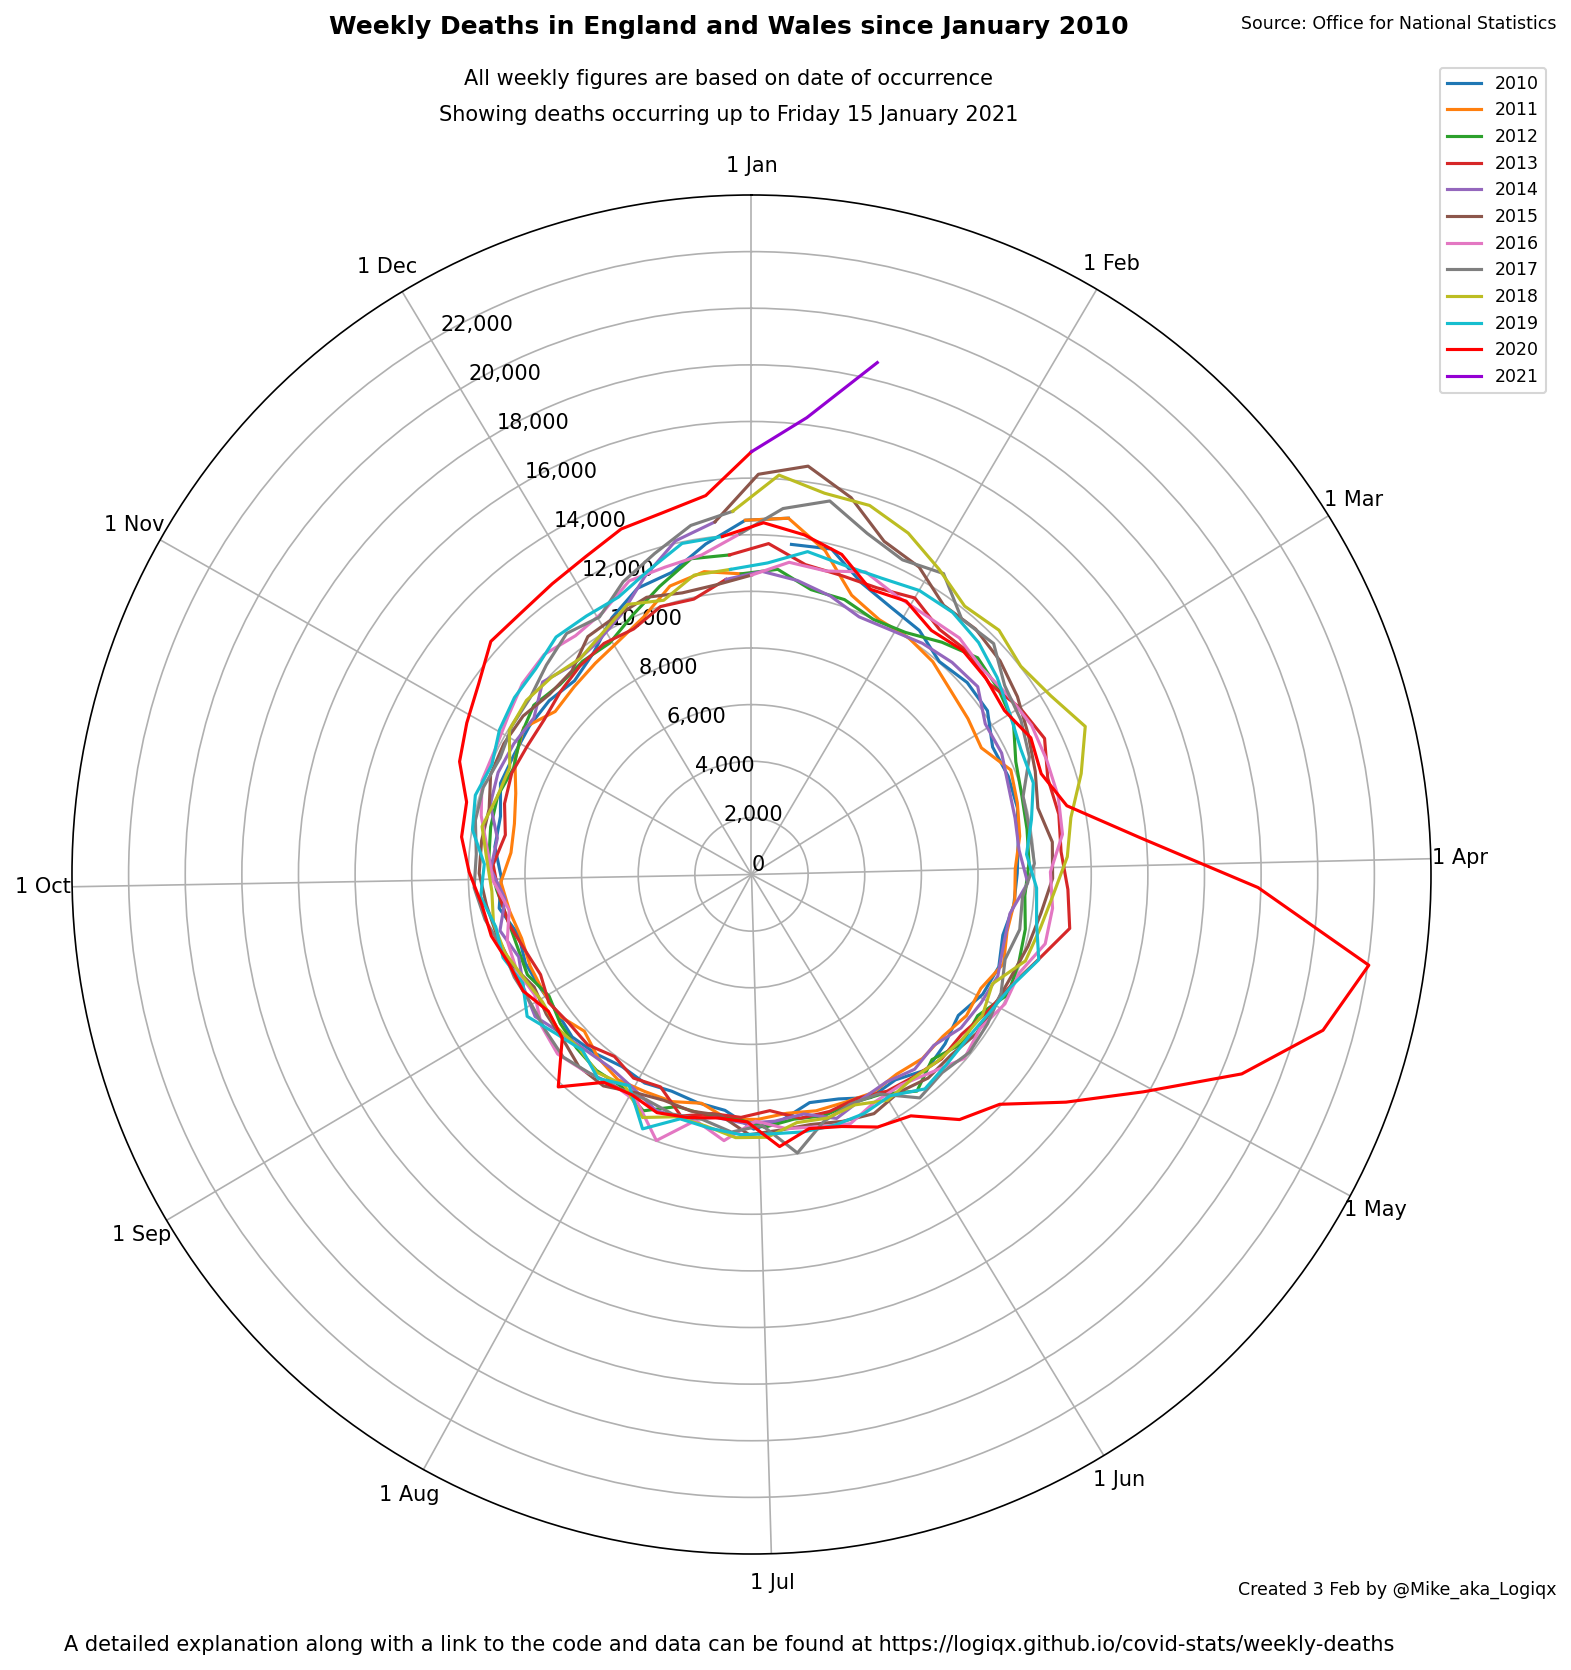 Weekly Deaths in England and Wales since January 2010
Source: Office for National Statistics
All weekly figures are based on date of occurrence
Showing deaths occurring up to Friday 15 January 2021
2010
2011
2012
2013
2014
2015
2016
2017
2018
2019
2020
2021
1 Jan
1 Feb
1 Mar
1 Apr
1 May
1 Jun
1 Jul
1 Aug
1 Sep
1 Oct
1 Nov
1 Dec
22,000
20,000
18,000
16,000
14,000
12,000
10,000
8,000
6,000
4,000
2,000
0
Created 3 Feb by @Mike_aka_Logiqx
A detailed explanation along with a link to the code and data can be found at https://logiqx.github.io/covid-stats/weekly-deaths